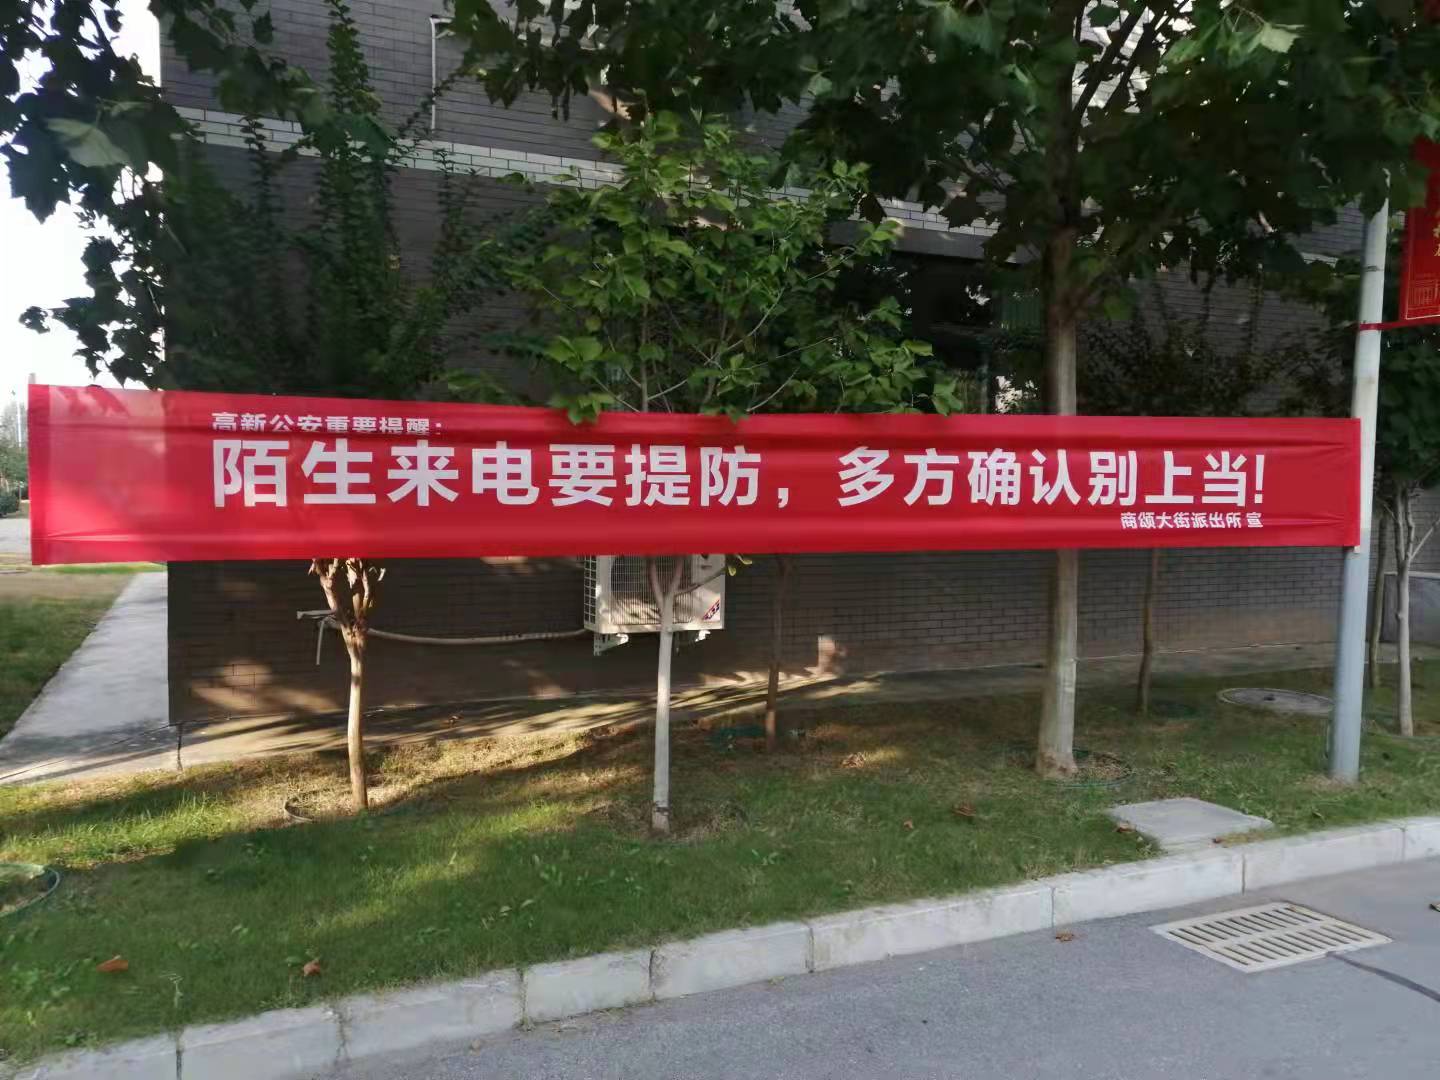 高新公安重要提醒：
陌生来电要提防，多方确认别上当！
商颂大街派出所 宣